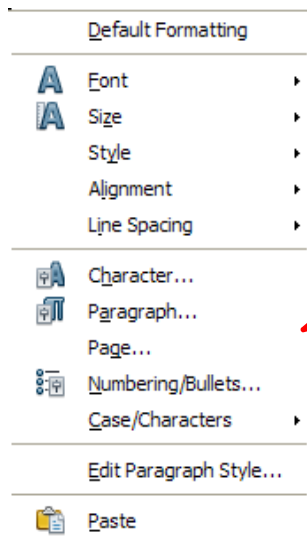 Default Formatting
Font
Size
Style
Alignment
Line Spacing
Character...
Paragraph...
Page...
Numbering/Bullets...
Case/Characters
Edit Paragraph Style...
Paste